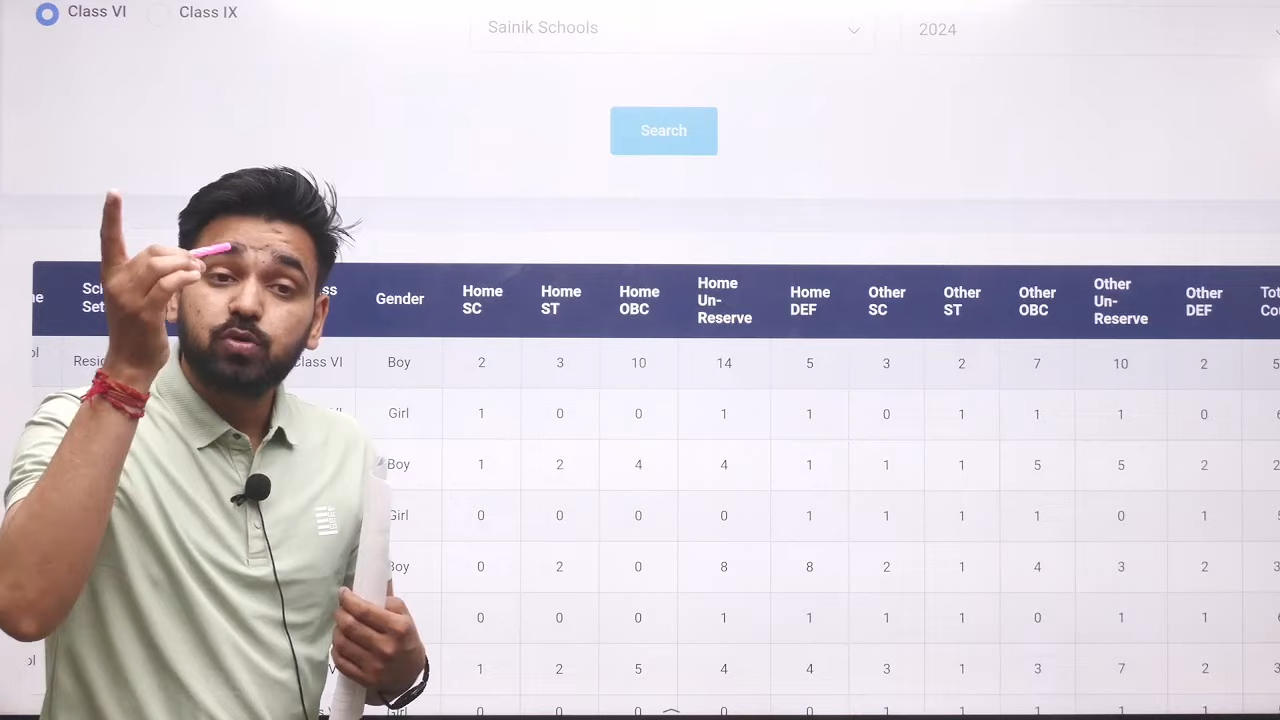 Class VI Class IX
Sainik Schools 2024
Search
Gender Home SC Home ST Home OBC Home Un-Reserve Home DEF Other SC Other ST Other OBC Other Un-Reserve Other DEF
Class VI Boy 2 3 10 14 5 3 2 7 10 2
Girl 1 0 0 1 1 0 1 1 1 0
Boy 1 2 4 4 1 1 1 5 5 2
Girl 0 0 0 0 1 1 1 1 0 1
Boy 0 2 0 8 8 2 1 4 3 2
0 0 0 1 1 1 1 0 1 1
1 2 5 4 4 3 1 3 7 2